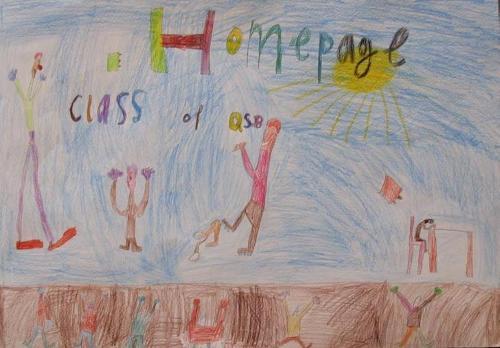 Homepage
class of QSB